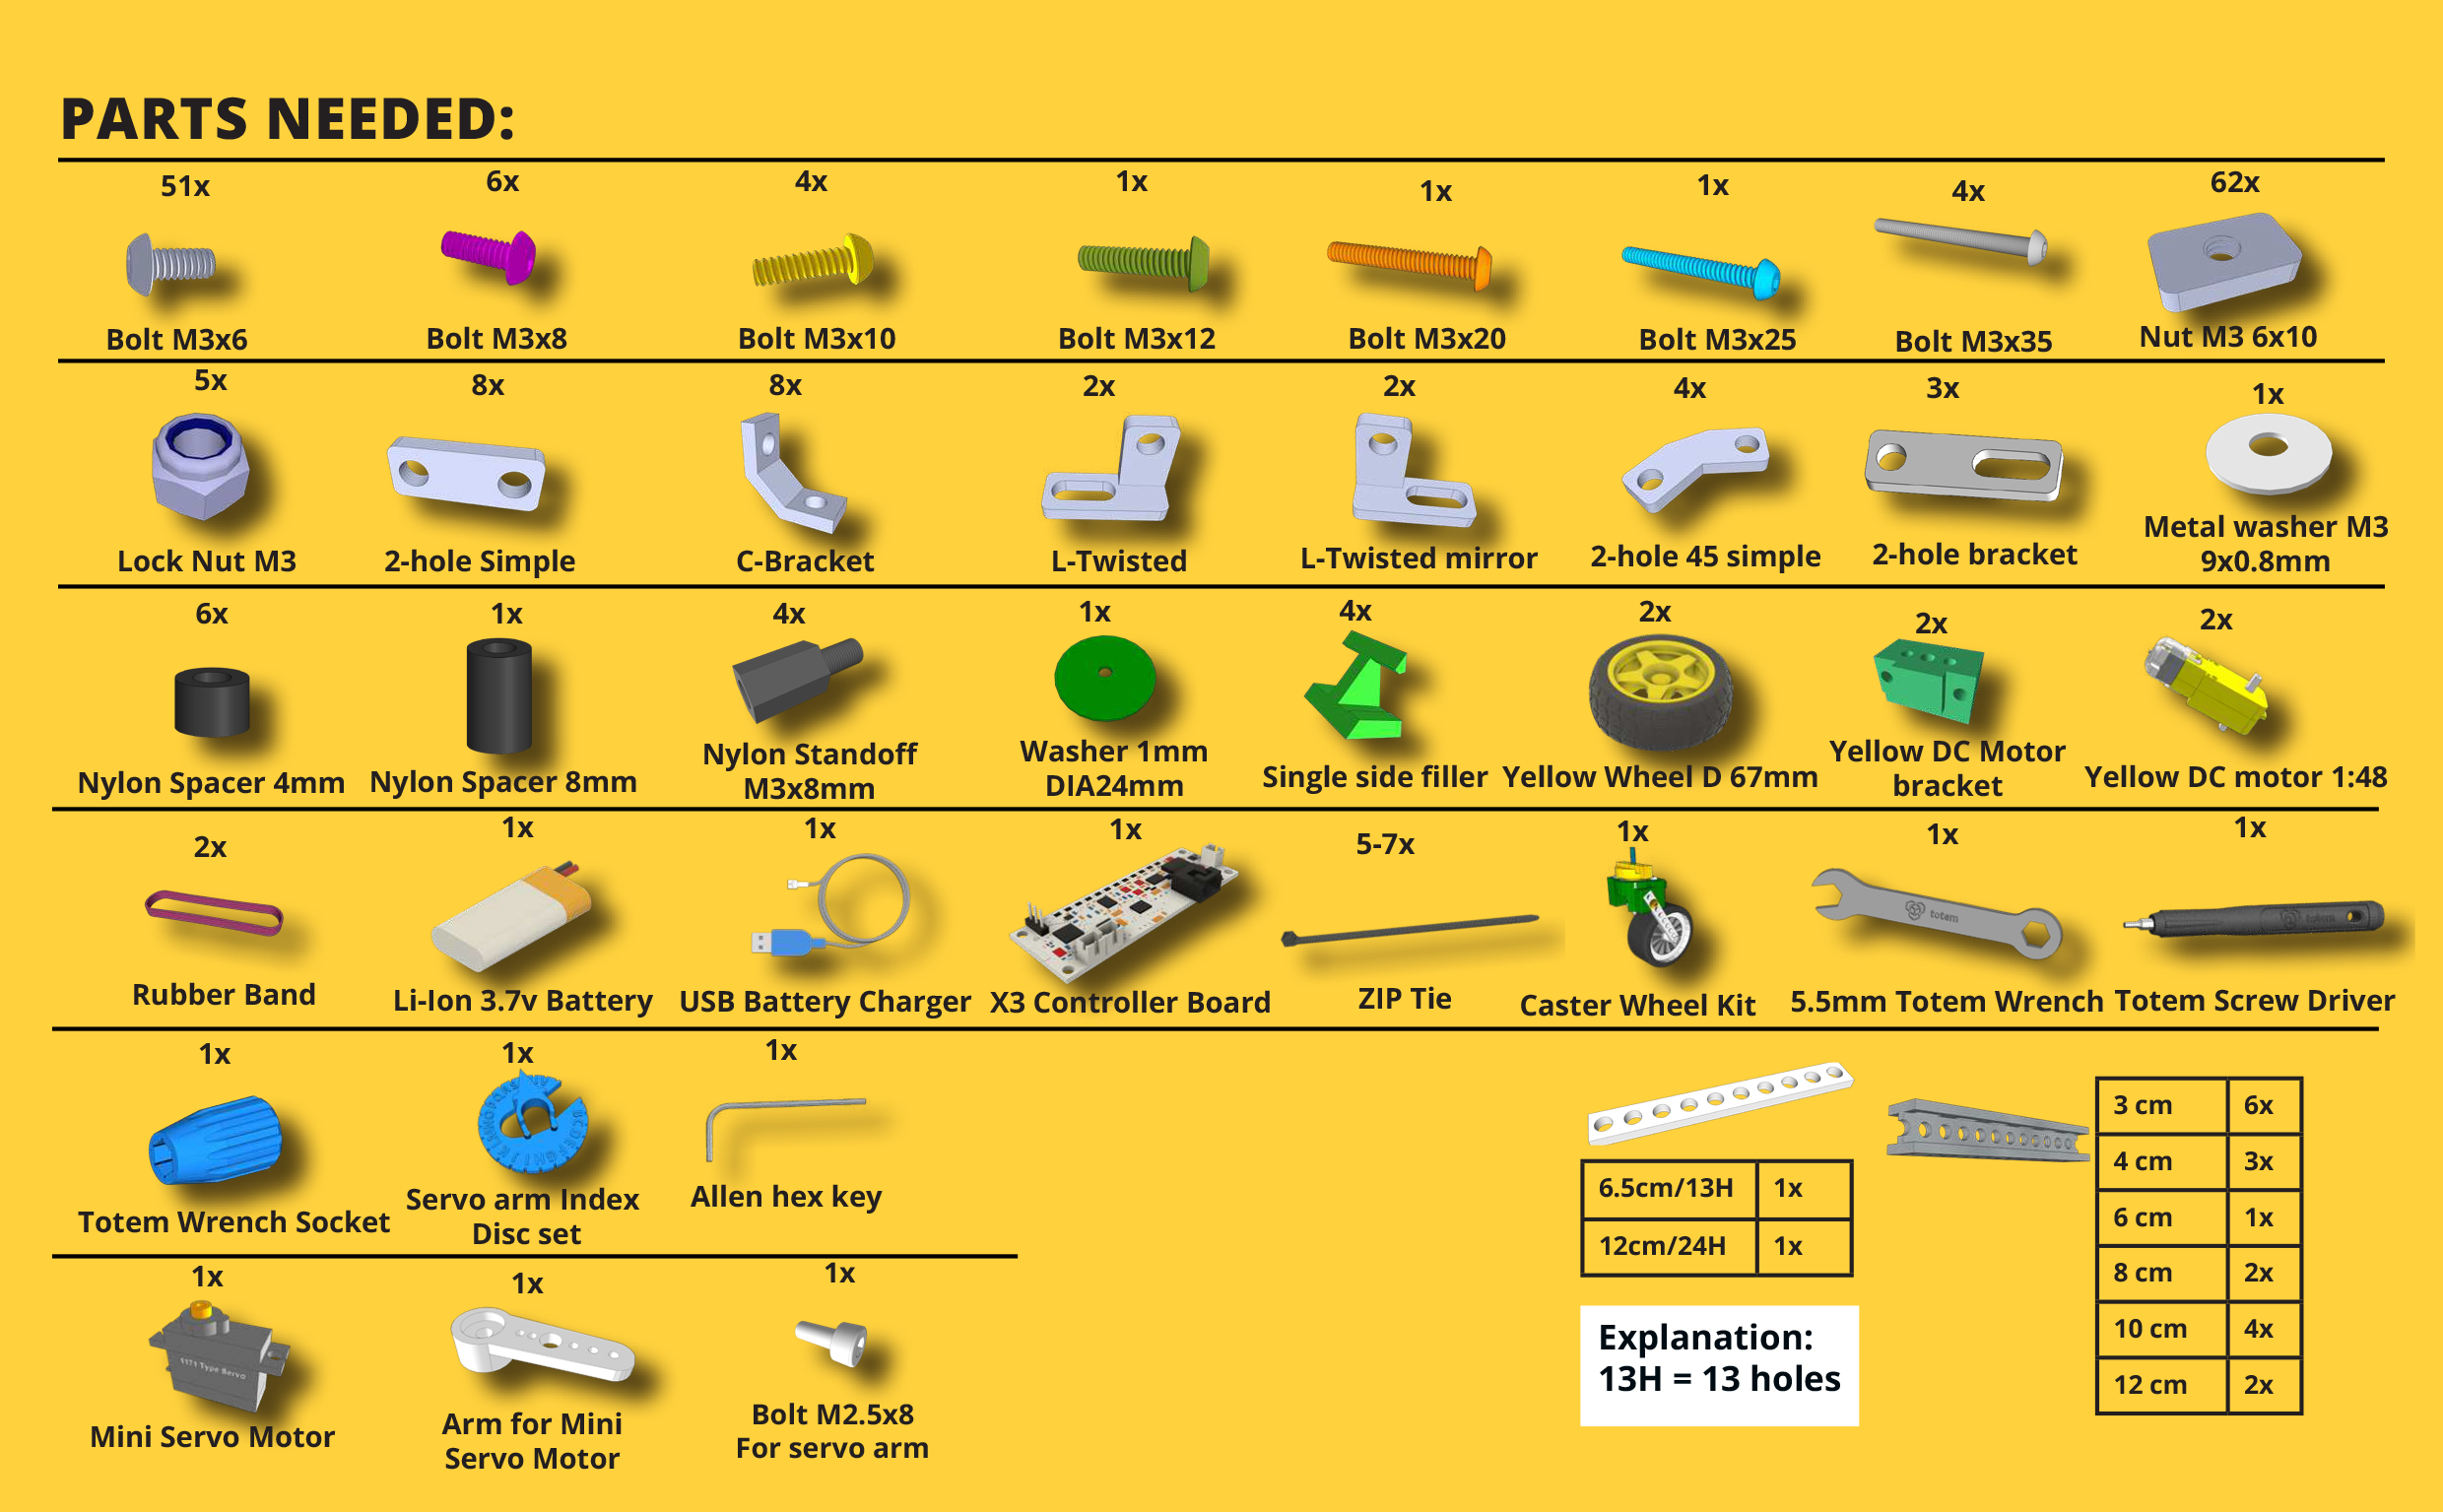 PARTS NEEDED:
51x
6x
4x
1x
1x
1x
4x
62x
Bolt M3x6
Bolt M3x8
Bolt M3x10
Bolt M3x12
Bolt M3x20
Bolt M3x25
Bolt M3x35
Nut M3 6x10
5x
8x
8x
2x
2x
4x
3x
1x
Lock Nut M3
2-hole Simple
C-Bracket
L-Twisted
L-Twisted mirror
2-hole 45 simple
2-hole bracket
Metal washer M3
9x0.8mm
6x
1x
4x
1x
4x
2x
2x
2x
Nylon Spacer 4mm
Nylon Spacer 8mm
Nylon Standoff
M3x8mm
Washer 1mm
DIA24mm
Single side filler
Yellow Wheel D 67mm
Yellow DC Motor
bracket
Yellow DC motor 1:48
2x
1x
1x
1x
5-7x
1x
1x
1x
totem
totem
Rubber Band
Li-Ion 3.7v Battery
USB Battery Charger
X3 Controller Board
ZIP Tie
Caster Wheel Kit
5.5mm Totem Wrench
Totem Screw Driver
1x
1x
1x
Totem Wrench Socket
Servo arm Index
Disc set
Allen hex key
1x
1x
1x
1171 Type Servo
Mini Servo Motor
Arm for Mini
Servo Motor
Bolt M2.5x8
For servo arm
6.5cm/13H 1x
12cm/24H 1x
Explanation:
13H = 13 holes
3 cm 6x
4 cm 3x
6 cm 1x
8 cm 2x
10 cm 4x
12 cm 2x